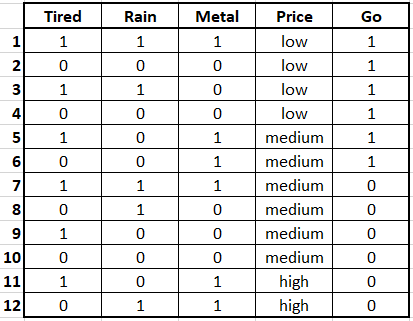 Tired Rain Metal Price Go
1 1 1 1 low 1
2 0 0 0 low 1
3 1 1 0 low 1
4 0 0 0 low 1
5 1 0 1 medium 1
6 0 0 1 medium 1
7 1 1 1 medium 0
8 0 1 0 medium 0
9 1 0 0 medium 0
10 0 0 0 medium 0
11 1 0 1 high 0
12 0 1 1 high 0